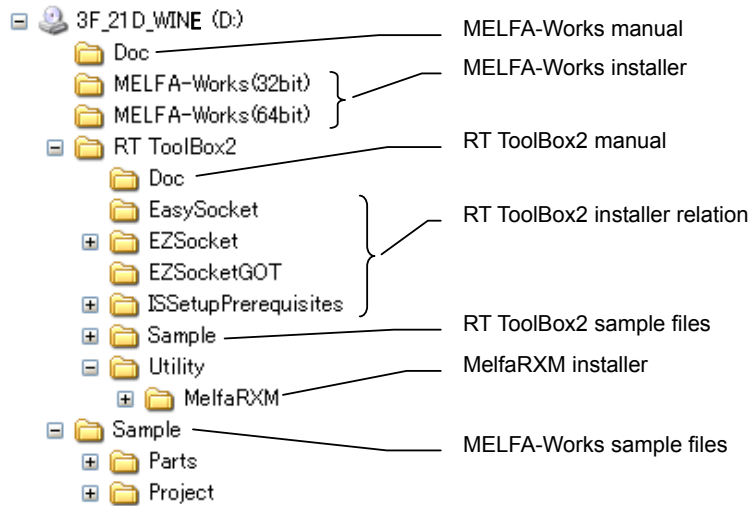 3F_21D_WINE (D:)
Doc
MELFA-Works manual
MELFA-Works(32bit)
MELFA-Works installer
MELFA-Works(64bit)
RT ToolBox2
RT ToolBox2 manual
Doc
EasySocket
RT ToolBox2 installer relation
EZSocket
EZSocketGOT
ISSetupPrerequisites
Sample
RT ToolBox2 sample files
Utility
MelfaRXM installer
MelfaRXM
Sample
MELFA-Works sample files
Parts
Project